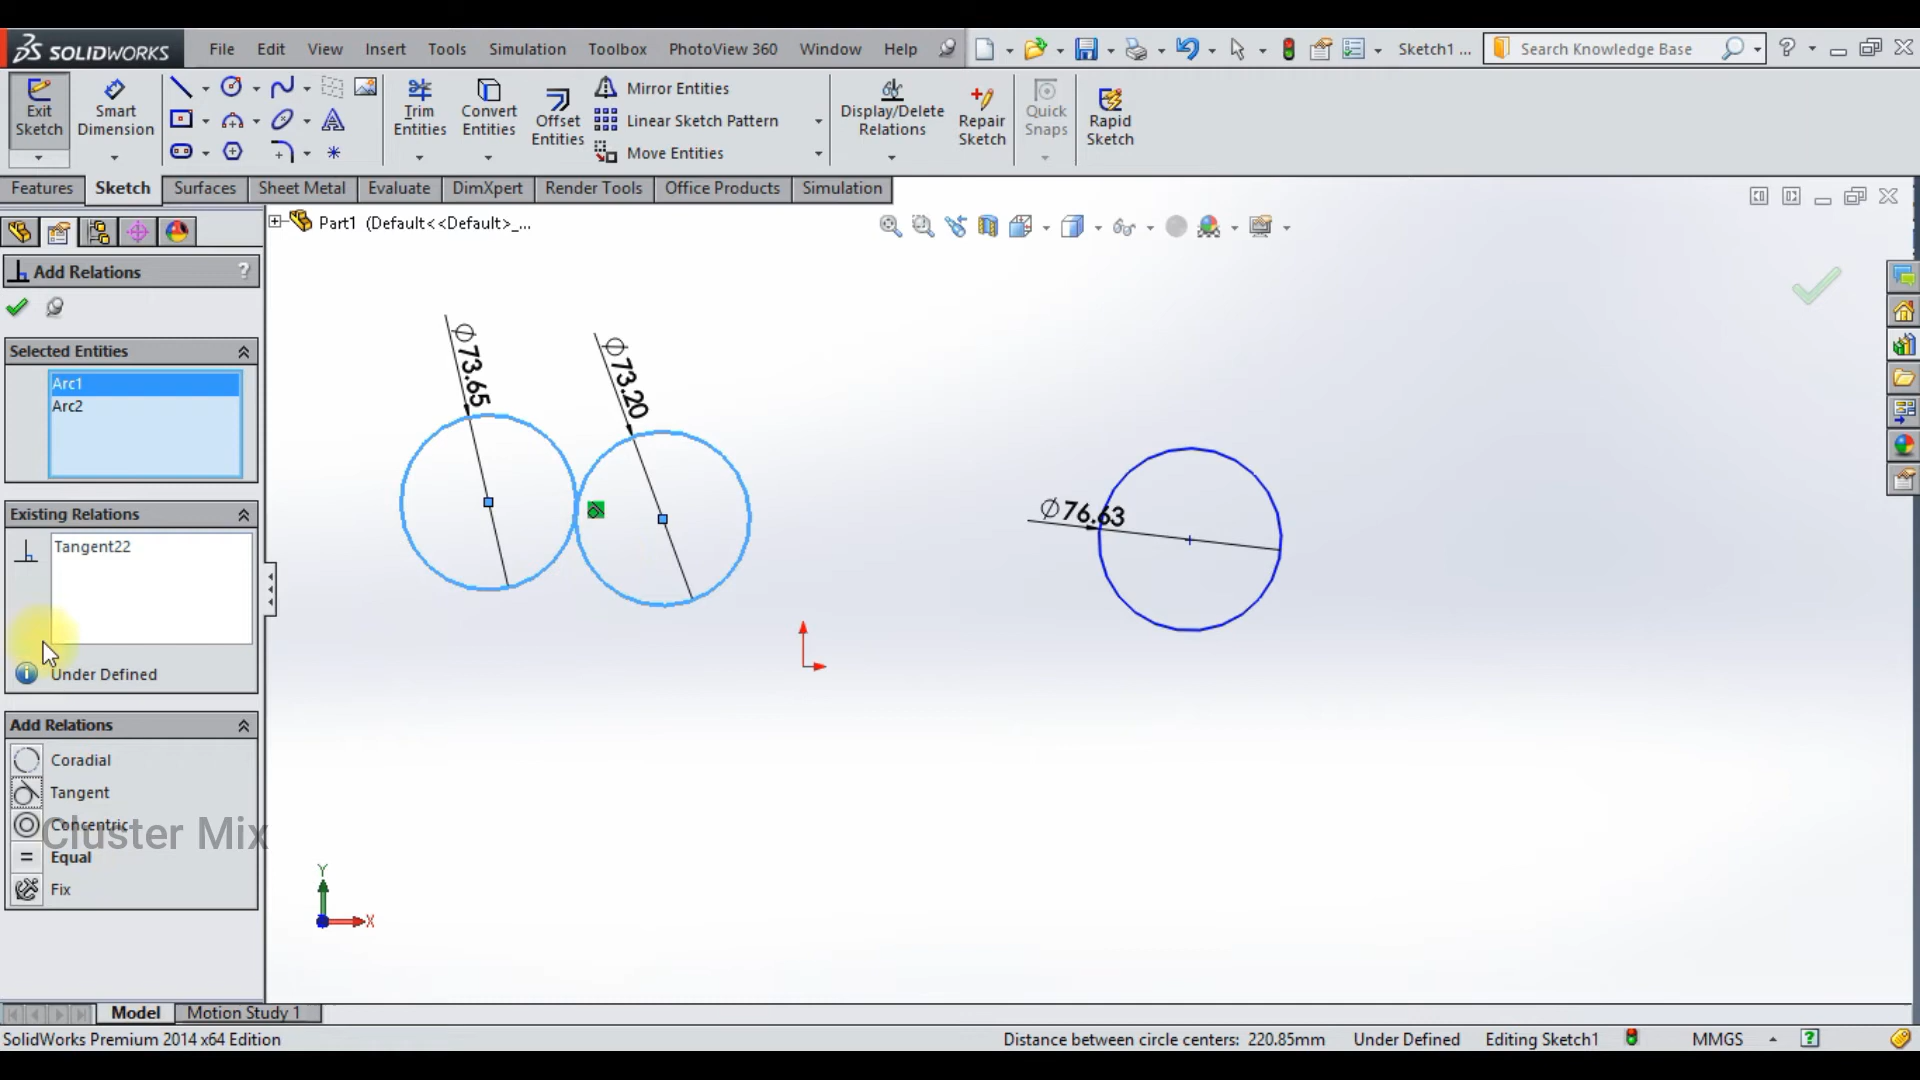 SOLIDWORKS File Edit View Insert Tools Simulation Toolbox PhotoView 360 Window Help Sketch1 ... Search Knowledge Base ?
Exit Sketch
Smart Dimension
Trim Entities
Convert Entities
Offset Entities
Mirror Entities
Linear Sketch Pattern
Move Entities
Display/Delete Relations
Repair Sketch
Quick Snaps
Rapid Sketch
Features Sketch Surfaces Sheet Metal Evaluate DimXpert Render Tools Office Products Simulation
Part1 (Default<<Default>_...
Add Relations ?
Selected Entities
Arc1
Arc2
Existing Relations
Tangent22
Under Defined
Add Relations
Coradial
Tangent
Concentric
Equal
Fix
Cluster Mix
∅73.65
∅73.20
∅76.63
Y
X
Model Motion Study 1
SolidWorks Premium 2014 x64 Edition Distance between circle centers: 220.85mm Under Defined Editing Sketch1 MMGS ?